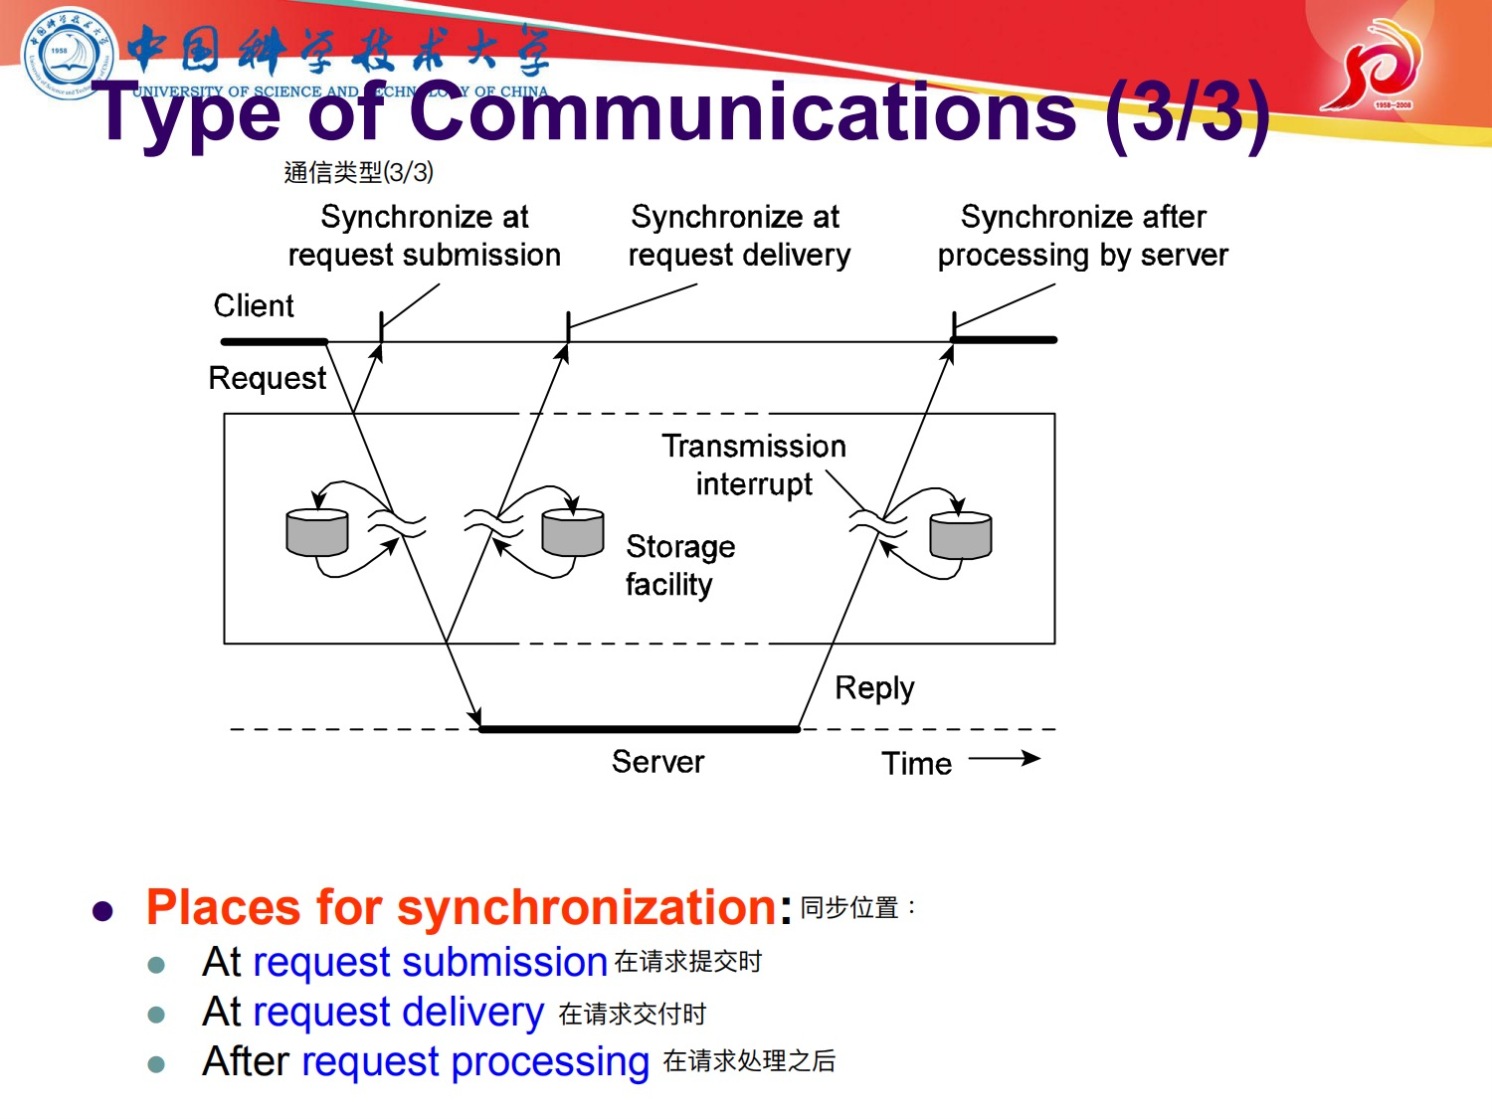 中国科学技术大学
UNIVERSITY OF SCIENCE AND TECHNOLOGY OF CHINA
1958
1958-2008
Type of Communications (3/3)
通信类型(3/3)
Synchronize at
request submission
Synchronize at
request delivery
Synchronize after
processing by server
Client
Request
Transmission
interrupt
Storage
facility
Reply
Server
Time
Places for synchronization: 同步位置：
At request submission 在请求提交时
At request delivery 在请求交付时
After request processing 在请求处理之后